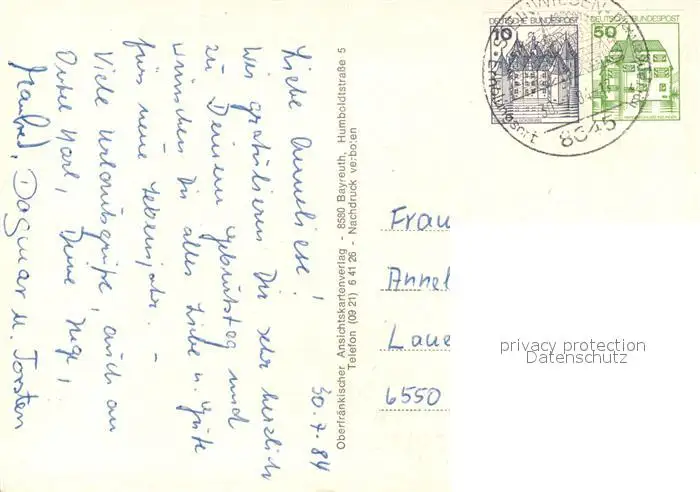 30.7.84
Liebe Anneliese!
Wir gratulieren Dir sehr herzlich
zu Deinem Geburtstag und
wünschen Dir alles Liebe u. Gute
fürs neue Lebensjahr. –
Viele Urlaubsgrüße, auch an
Onkel Karl, Deine
Manfred, Dagmar u. Torsten
Oberfränkischer Ansichtskartenverlag - 8580 Bayreuth, Humboldtstraße 5
Telefon (09 21) 6 41 26 - Nachdruck verboten
DEUTSCHE BUNDESPOST
10
DEUTSCHE BUNDESPOST
50
8045
Erholungsort
Frau
Annel
Laue
6550
privacy protection
Datenschutz